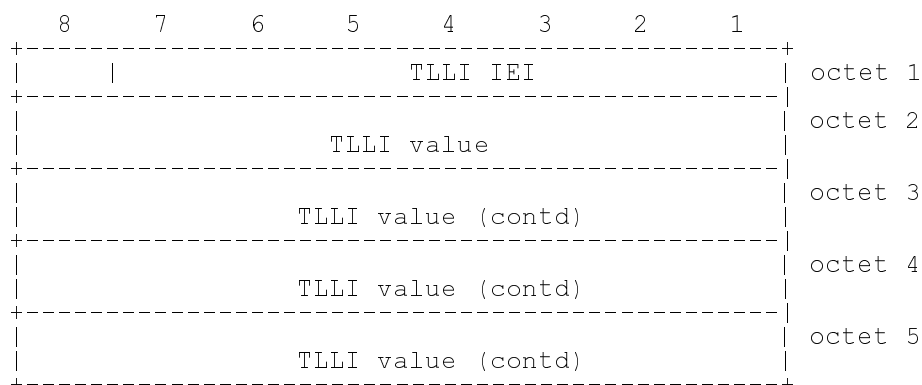 8 7 6 5 4 3 2 1
TLLI IEI octet 1
octet 2
TLLI value
octet 3
TLLI value (contd)
octet 4
TLLI value (contd)
octet 5
TLLI value (contd)